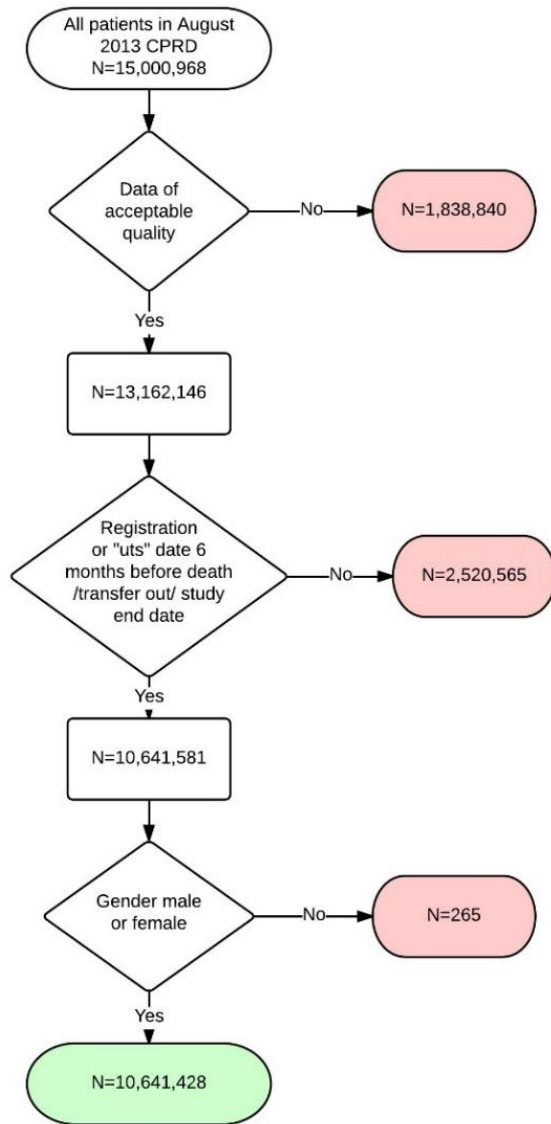 All patients in August
2013 CPRD
N=15,000,968
Data of
acceptable
quality
No
N=1,838,840
Yes
N=13,162,146
Registration
or "uts" date 6
months before death
/transfer out/ study
end date
No
N=2,520,565
Yes
N=10,641,581
Gender male
or female
No
N=265
Yes
N=10,641,428